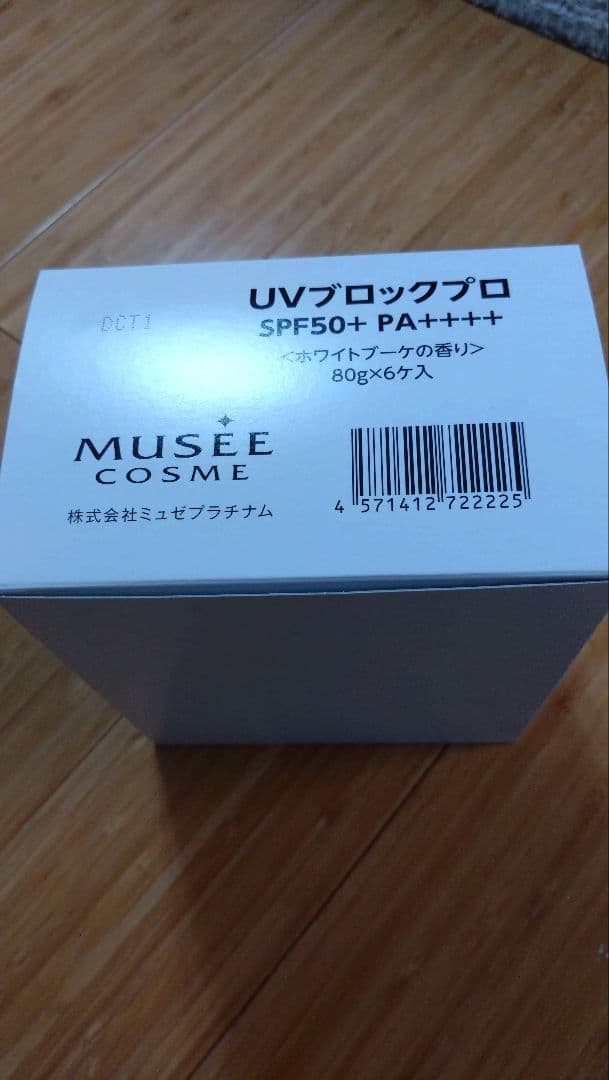 DCT1
UVブロックプロ
SPF50+ PA++++
<ホワイトブーケの香り>
80g×6ケ入
MUSÉE
COSME
株式会社ミュゼプラチナム
4 571412 722225